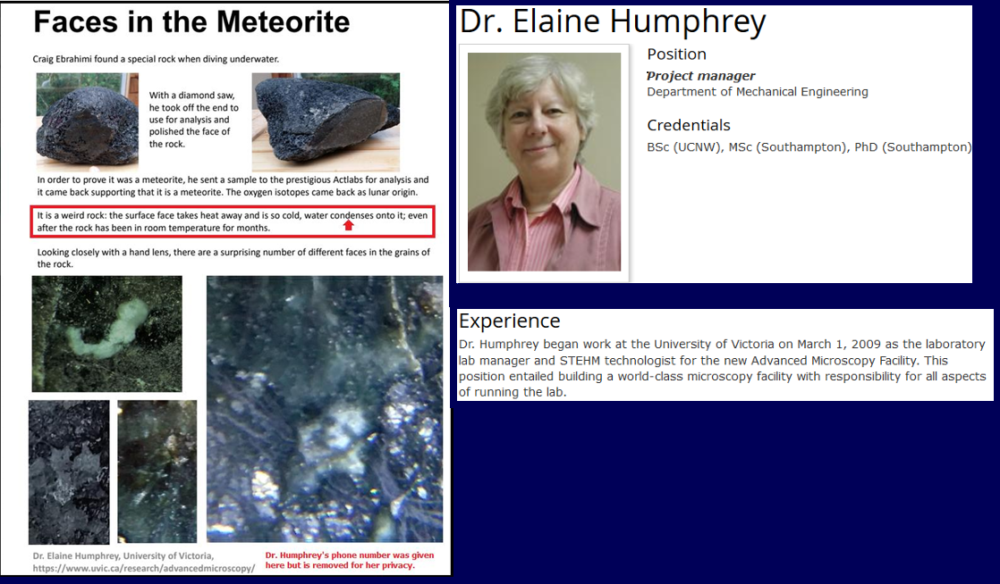 Faces in the Meteorite
Craig Ebrahimi found a special rock when diving underwater.
With a diamond saw,
he took off the end to
use for analysis and
polished the face of
the rock.
In order to prove it was a meteorite, he sent a sample to the prestigious Actlabs for analysis and
it came back supporting that it is a meteorite. The oxygen isotopes came back as lunar origin.
It is a weird rock: the surface face takes heat away and is so cold, water condenses onto it; even
after the rock has been in room temperature for months.
Looking closely with a hand lens, there are a surprising number of different faces in the grains of
the rock.
Dr. Elaine Humphrey, University of Victoria,
https://www.uvic.ca/research/advancedmicroscopy/
Dr. Humphrey's phone number was given
here but is removed for her privacy.
Dr. Elaine Humphrey
Position
Project manager
Department of Mechanical Engineering
Credentials
BSc (UCNW), MSc (Southampton), PhD (Southampton)
Experience
Dr. Humphrey began work at the University of Victoria on March 1, 2009 as the laboratory
lab manager and STEHM technologist for the new Advanced Microscopy Facility. This
position entailed building a world-class microscopy facility with responsibility for all aspects
of running the lab.